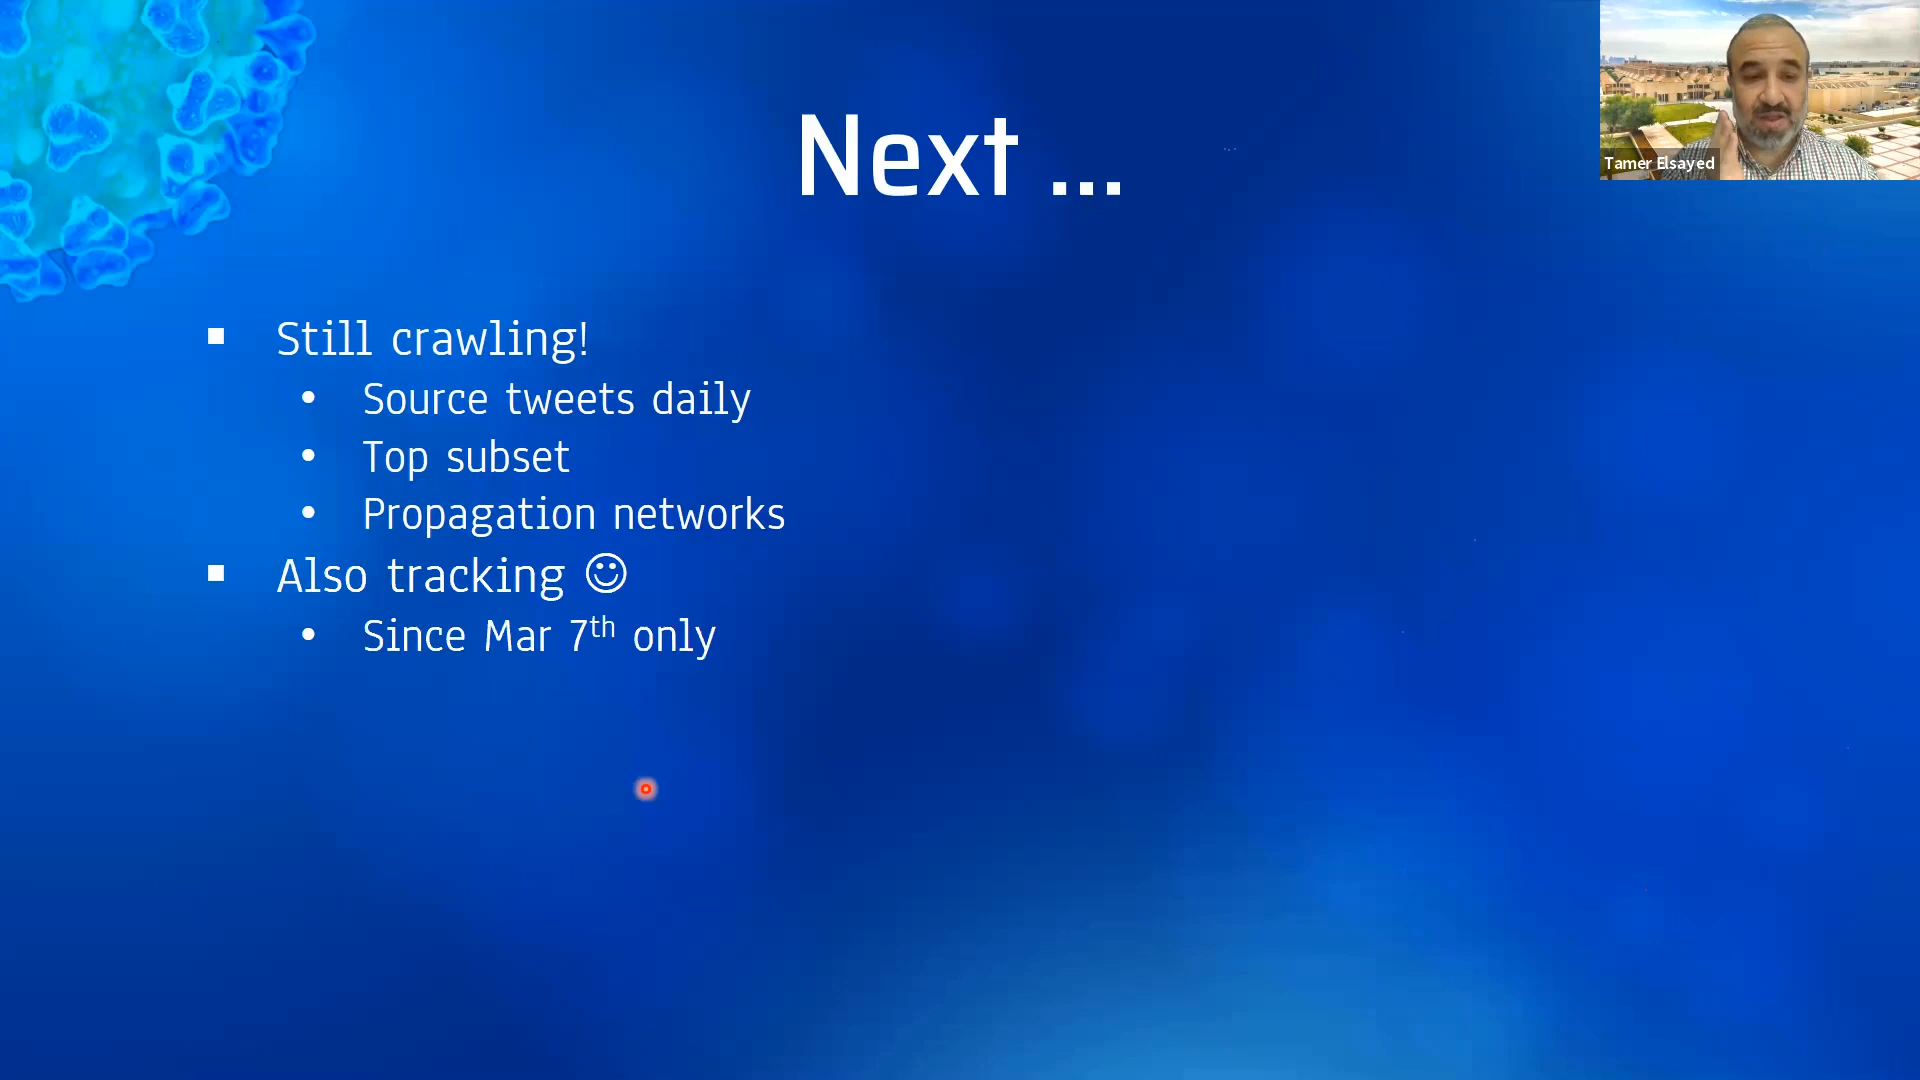 Next ...
Tamer Elsayed
▪ Still crawling!
• Source tweets daily
• Top subset
• Propagation networks
▪ Also tracking ☺
• Since Mar 7th only